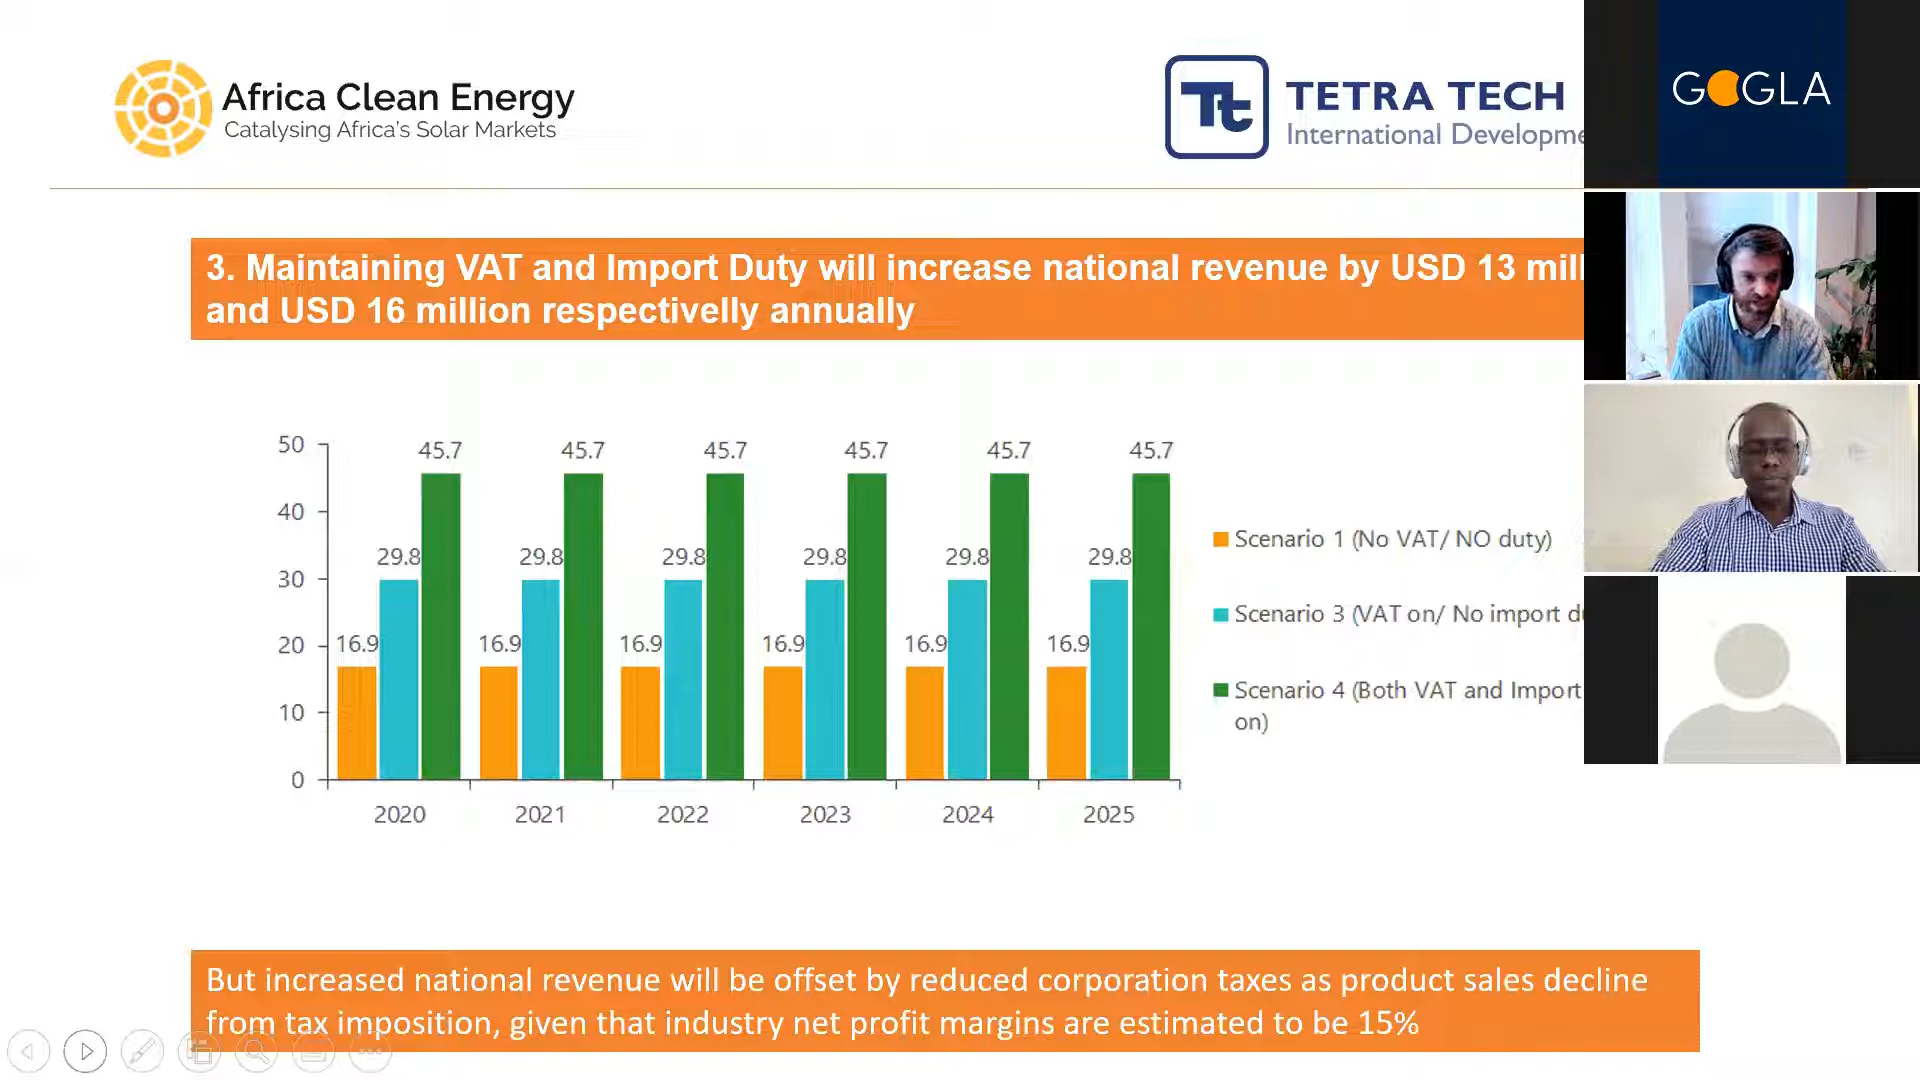 Africa Clean Energy
Catalysing Africa's Solar Markets
Tt
TETRA TECH
International Developme
GOGLA
3. Maintaining VAT and Import Duty will increase national revenue by USD 13 mill
and USD 16 million respectivelly annually
50
40
30
20
10
0
16.9 29.8 45.7
16.9 29.8 45.7
16.9 29.8 45.7
16.9 29.8 45.7
16.9 29.8 45.7
16.9 29.8 45.7
2020 2021 2022 2023 2024 2025
Scenario 1 (No VAT/ NO duty)
Scenario 3 (VAT on/ No import d
Scenario 4 (Both VAT and Import
on)
But increased national revenue will be offset by reduced corporation taxes as product sales decline
from tax imposition, given that industry net profit margins are estimated to be 15%